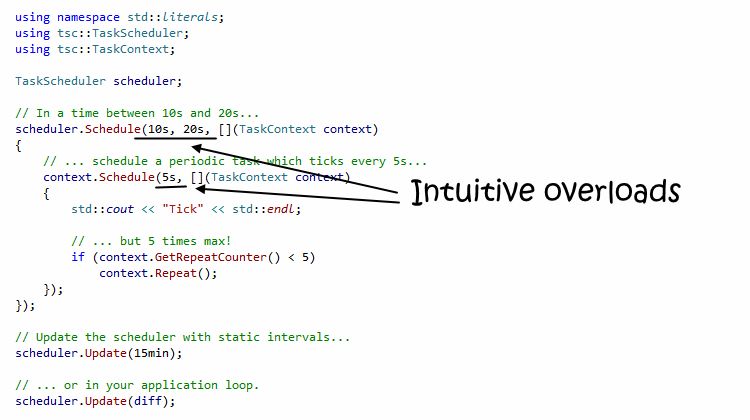 using namespace std::literals;
using tsc::TaskScheduler;
using tsc::TaskContext;

TaskScheduler scheduler;

// In a time between 10s and 20s...
scheduler.Schedule(10s, 20s, [](TaskContext context)
{
    // ... schedule a periodic task which ticks every 5s...
    context.Schedule(5s, [](TaskContext context)
    {
        std::cout << "Tick" << std::endl;

        // ... but 5 times max!
        if (context.GetRepeatCounter() < 5)
            context.Repeat();
    });
});

// Update the scheduler with static intervals...
scheduler.Update(15min);

// ... or in your application loop.
scheduler.Update(diff);
Intuitive overloads